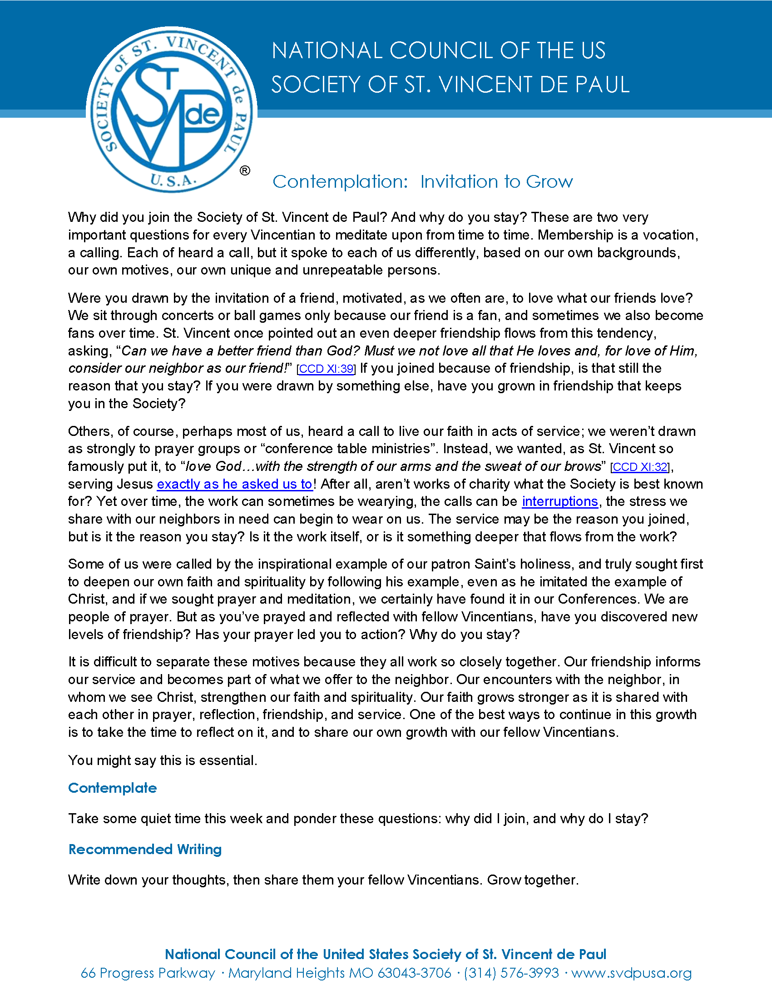 NATIONAL COUNCIL OF THE US
SOCIETY OF ST. VINCENT DE PAUL
SOCIETY of ST. VINCENT de PAUL
ST
V de P
U.S.A.
®
Contemplation: Invitation to Grow
Why did you join the Society of St. Vincent de Paul? And why do you stay? These are two very
important questions for every Vincentian to meditate upon from time to time. Membership is a vocation,
a calling. Each of heard a call, but it spoke to each of us differently, based on our own backgrounds,
our own motives, our own unique and unrepeatable persons.
Were you drawn by the invitation of a friend, motivated, as we often are, to love what our friends love?
We sit through concerts or ball games only because our friend is a fan, and sometimes we also become
fans over time. St. Vincent once pointed out an even deeper friendship flows from this tendency,
asking, “Can we have a better friend than God? Must we not love all that He loves and, for love of Him,
consider our neighbor as our friend!” [CCD XI:39] If you joined because of friendship, is that still the
reason that you stay? If you were drawn by something else, have you grown in friendship that keeps
you in the Society?
Others, of course, perhaps most of us, heard a call to live our faith in acts of service; we weren’t drawn
as strongly to prayer groups or “conference table ministries”. Instead, we wanted, as St. Vincent so
famously put it, to “love God…with the strength of our arms and the sweat of our brows” [CCD XI:32],
serving Jesus exactly as he asked us to! After all, aren’t works of charity what the Society is best known
for? Yet over time, the work can sometimes be wearying, the calls can be interruptions, the stress we
share with our neighbors in need can begin to wear on us. The service may be the reason you joined,
but is it the reason you stay? Is it the work itself, or is it something deeper that flows from the work?
Some of us were called by the inspirational example of our patron Saint’s holiness, and truly sought first
to deepen our own faith and spirituality by following his example, even as he imitated the example of
Christ, and if we sought prayer and meditation, we certainly have found it in our Conferences. We are
people of prayer. But as you’ve prayed and reflected with fellow Vincentians, have you discovered new
levels of friendship? Has your prayer led you to action? Why do you stay?
It is difficult to separate these motives because they all work so closely together. Our friendship informs
our service and becomes part of what we offer to the neighbor. Our encounters with the neighbor, in
whom we see Christ, strengthen our faith and spirituality. Our faith grows stronger as it is shared with
each other in prayer, reflection, friendship, and service. One of the best ways to continue in this growth
is to take the time to reflect on it, and to share our own growth with our fellow Vincentians.
You might say this is essential.
Contemplate
Take some quiet time this week and ponder these questions: why did I join, and why do I stay?
Recommended Writing
Write down your thoughts, then share them your fellow Vincentians. Grow together.
National Council of the United States Society of St. Vincent de Paul
66 Progress Parkway · Maryland Heights MO 63043-3706 · (314) 576-3993 · www.svdpusa.org